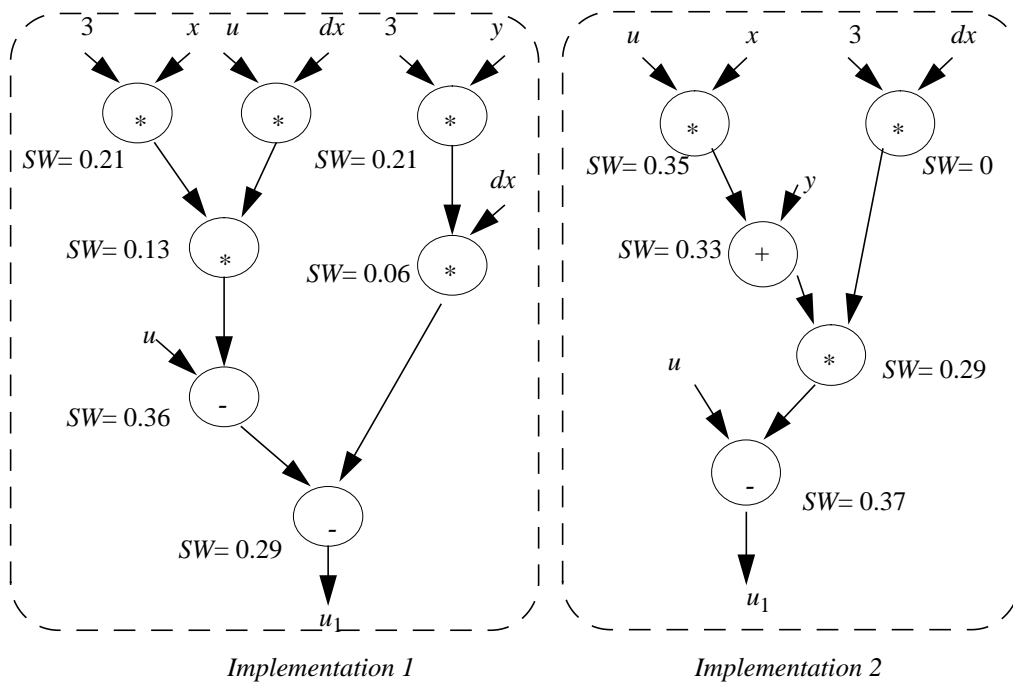 3 x u dx 3 y
* * *
SW= 0.21 SW= 0.21
dx
SW= 0.13 * SW= 0.06 *
u
SW= 0.36 -
SW= 0.29 -
u1
Implementation 1
u x 3 dx
* *
SW= 0.35 SW= 0
y
SW= 0.33 +
* SW= 0.29
u
- SW= 0.37
u1
Implementation 2